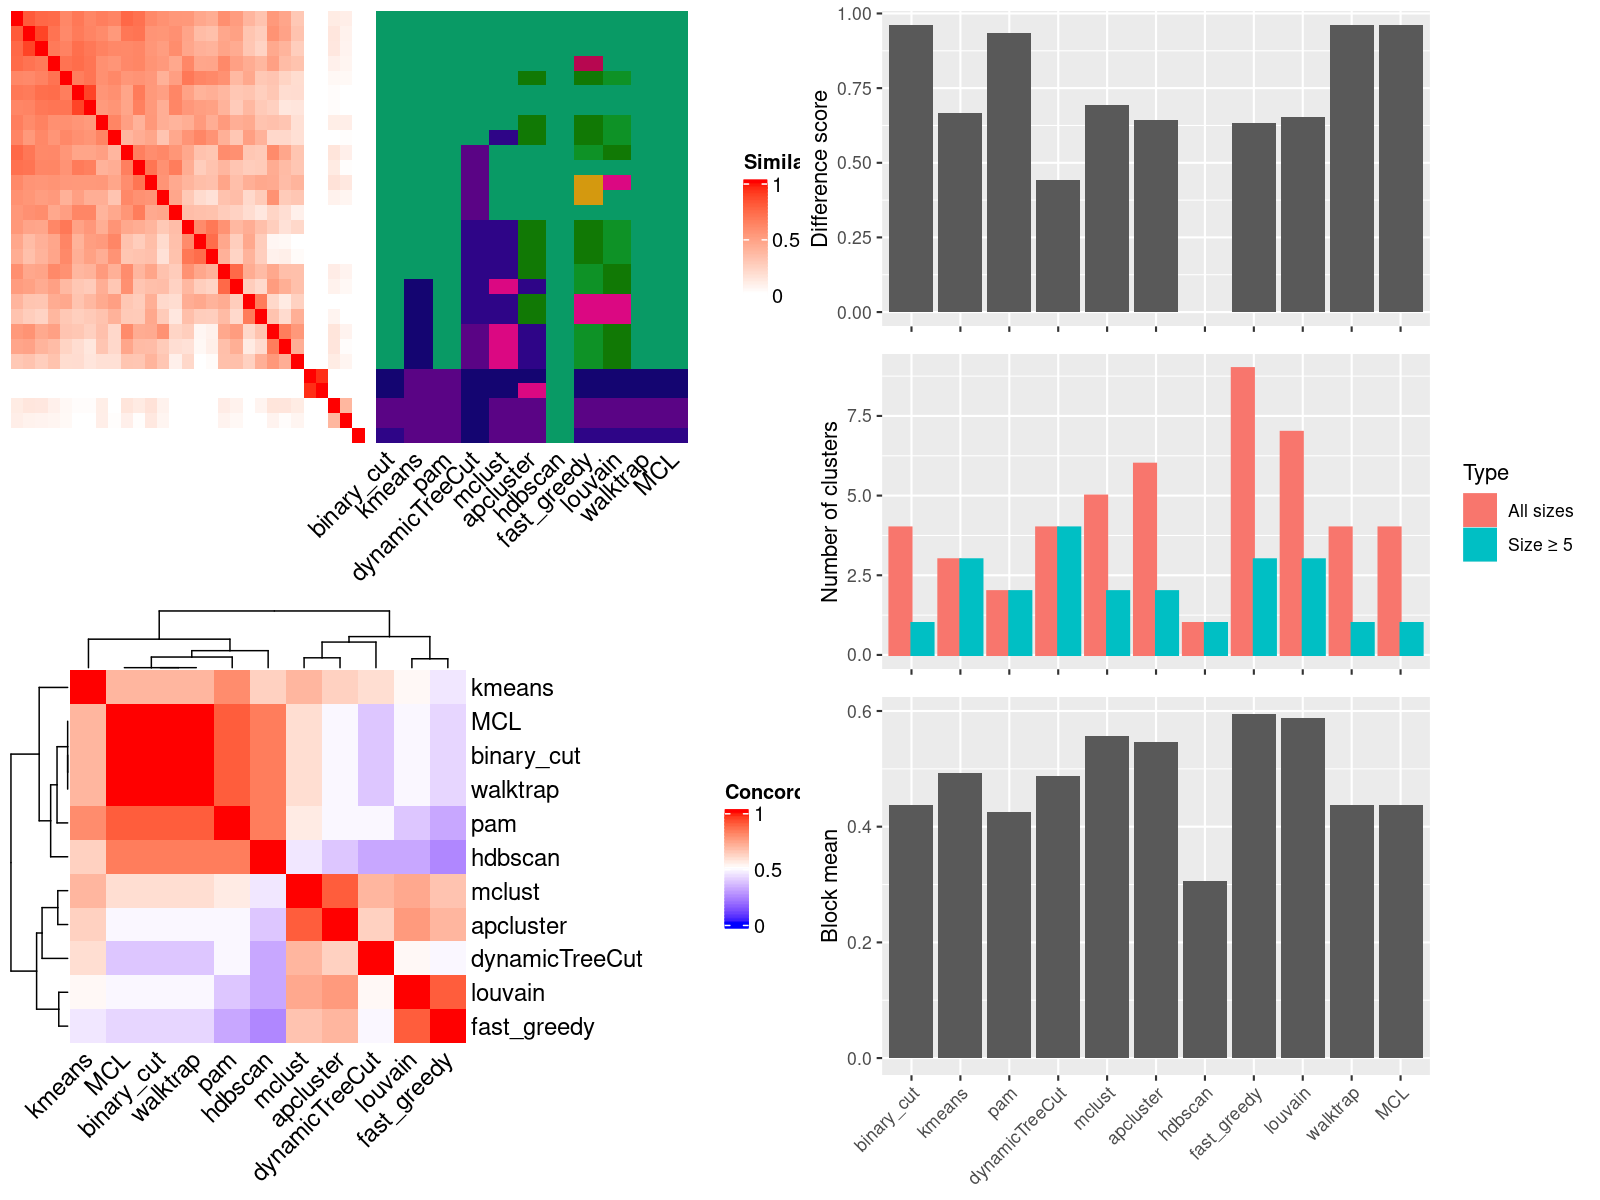 Simila
1
0.5
0
binary_cut
kmeans
pam
dynamicTreeCut
mclust
apcluster
hdbscan
fast_greedy
louvain
walktrap
MCL
kmeans
MCL
binary_cut
walktrap
pam
hdbscan
mclust
apcluster
dynamicTreeCut
louvain
fast_greedy
kmeans
MCL
binary_cut
walktrap
pam
hdbscan
mclust
apcluster
dynamicTreeCut
louvain
fast_greedy
Concord
1
0.5
0
Difference score
1.00
0.75
0.50
0.25
0.00
Number of clusters
7.5
5.0
2.5
0.0
Type
All sizes
Size ≥ 5
Block mean
0.6
0.4
0.2
0.0
binary_cut
kmeans
pam
dynamicTreeCut
mclust
apcluster
hdbscan
fast_greedy
louvain
walktrap
MCL